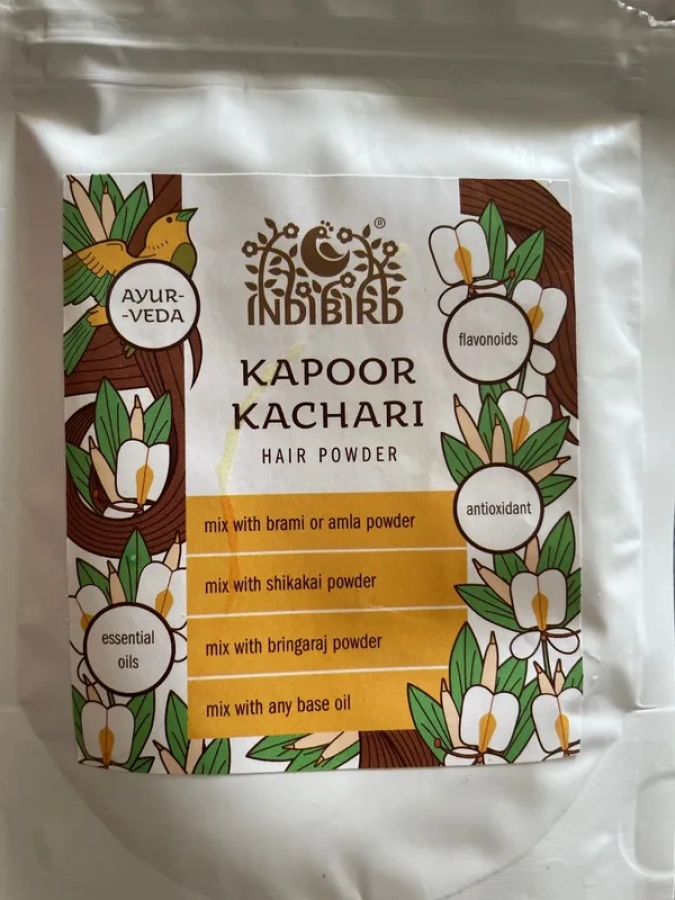 INDIBIRD®
KAPOOR
KACHARI
HAIR POWDER
AYUR-
-VEDA
flavonoids
antioxidant
essential
oils
mix with brami or amla powder
mix with shikakai powder
mix with bringaraj powder
mix with any base oil